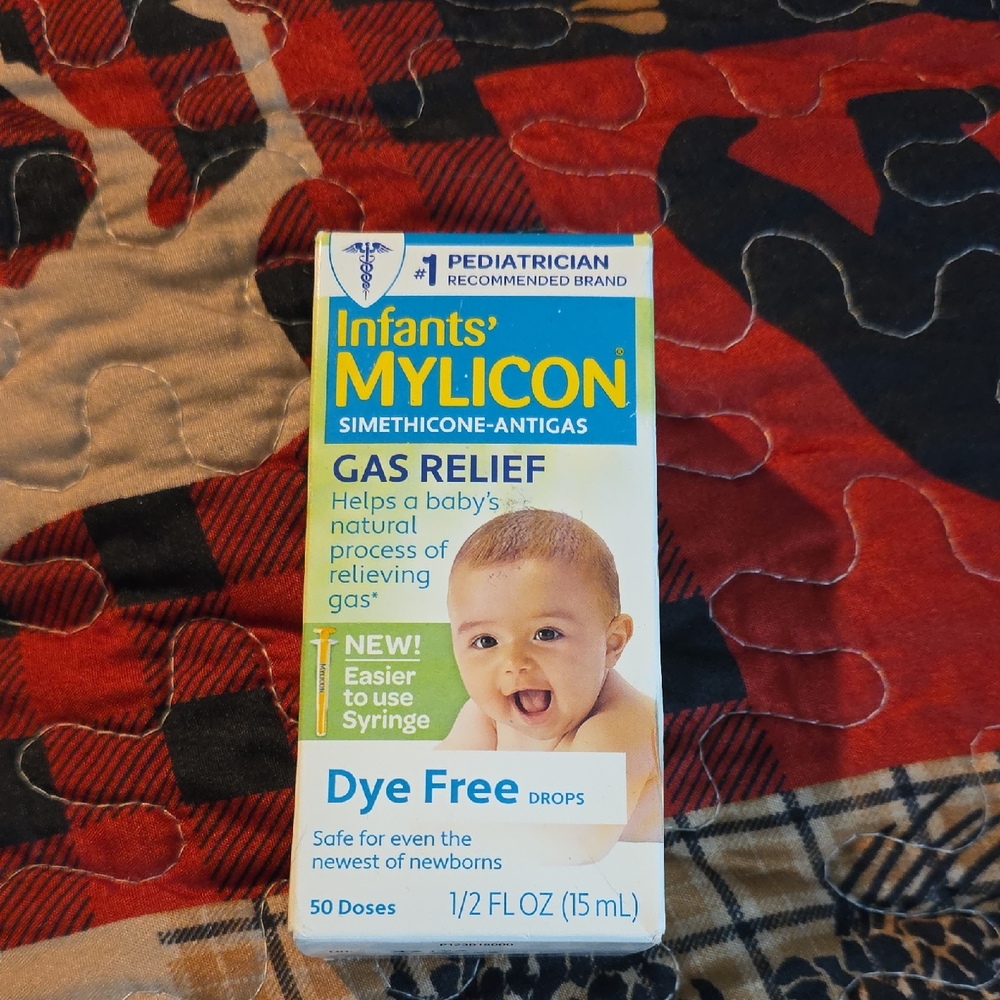 #1 PEDIATRICIAN
RECOMMENDED BRAND
Infants'
MYLICON®
SIMETHICONE-ANTIGAS
GAS RELIEF
Helps a baby's
natural
process of
relieving
gas*
NEW!
Easier
to use
Syringe
MYLICON
Dye Free DROPS
Safe for even the
newest of newborns
50 Doses 1/2 FL OZ (15 mL)